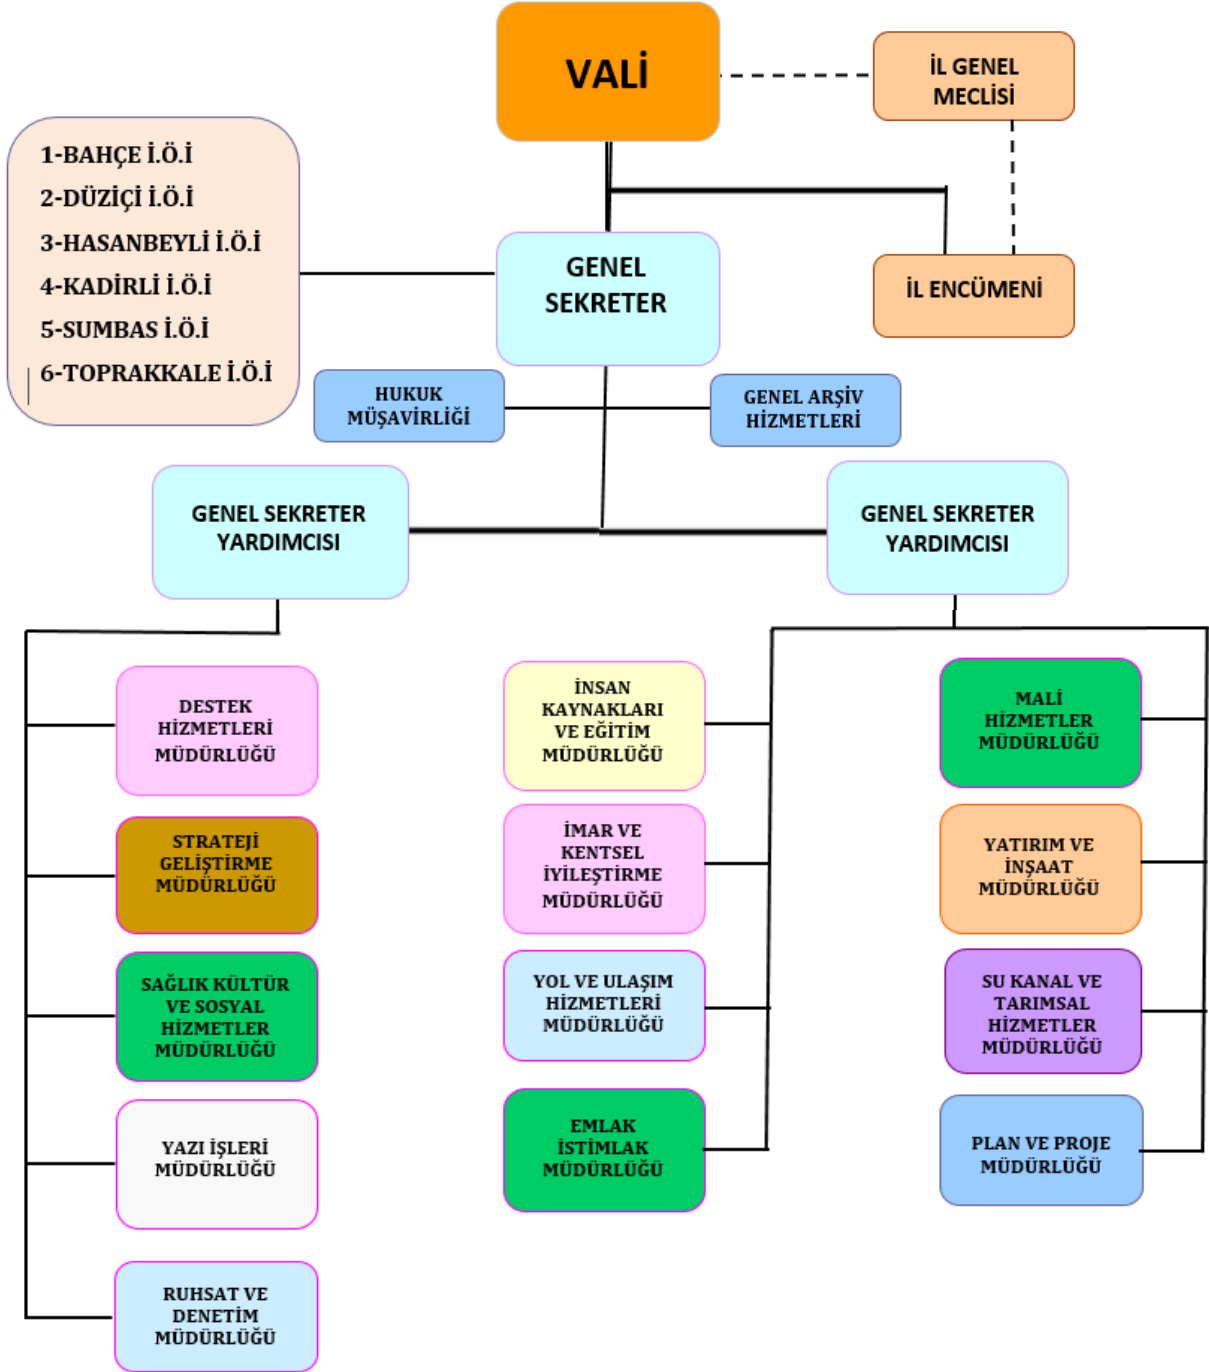 VALİ
İL GENEL
MECLİSİ
1-BAHÇE İ.Ö.İ
2-DÜZİÇİ İ.Ö.İ
3-HASANBEYLİ İ.Ö.İ
4-KADİRLİ İ.Ö.İ
5-SUMBAS İ.Ö.İ
6-TOPRAKKALE İ.Ö.İ
GENEL
SEKRETER
İL ENCÜMENİ
HUKUK
MÜŞAVİRLİĞİ
GENEL ARŞİV
HİZMETLERİ
GENEL SEKRETER
YARDIMCISI
GENEL SEKRETER
YARDIMCISI
DESTEK
HİZMETLERİ
MÜDÜRLÜĞÜ
STRATEJİ
GELİŞTİRME
MÜDÜRLÜĞÜ
SAĞLIK KÜLTÜR
VE SOSYAL
HİZMETLER
MÜDÜRLÜĞÜ
YAZI İŞLERİ
MÜDÜRLÜĞÜ
RUHSAT VE
DENETİM
MÜDÜRLÜĞÜ
İNSAN
KAYNAKLARI
VE EĞİTİM
MÜDÜRLÜĞÜ
İMAR VE
KENTSEL
İYİLEŞTİRME
MÜDÜRLÜĞÜ
YOL VE ULAŞIM
HİZMETLERİ
MÜDÜRLÜĞÜ
EMLAK
İSTİMLAK
MÜDÜRLÜĞÜ
MALİ
HİZMETLER
MÜDÜRLÜĞÜ
YATIRIM VE
İNŞAAT
MÜDÜRLÜĞÜ
SU KANAL VE
TARIMSAL
HİZMETLER
MÜDÜRLÜĞÜ
PLAN VE PROJE
MÜDÜRLÜĞÜ